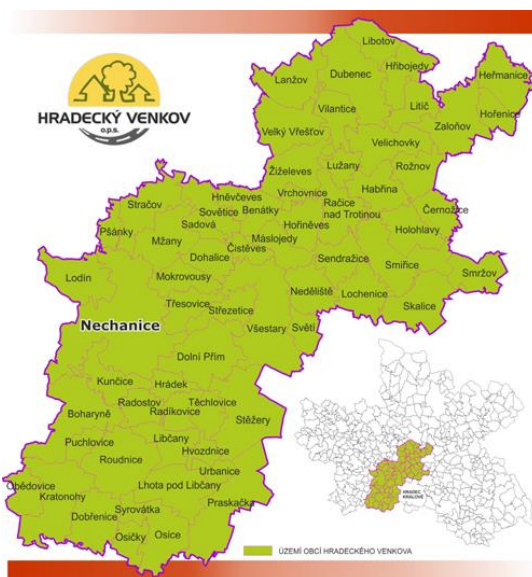 HRADECKÝ VENKOV
o.p.s.
Libotov
Dubenec
Hřibojedy
Lanžov
Heřmanice
Vilantice
Litíč
Hořenice
Zaloňov
Velký Vřešťov
Velichovky
Lužany
Rožnov
Žiželeves
Habřina
Hněvčeves
Vrchovnice
Stračov
Sovětice
Benátky
Račice
nad Trotinou
Černožice
Pšánky
Sadová
Hořiněves
Holohlavy
Mžany
Máslojedy
Čistěves
Dohalice
Sendražice
Smiřice
Lodín
Mokrovousy
Smržov
Neděliště
Lochenice
Třesovice
Skalice
Střezetice
Nechanice
Všestary
Světí
Dolní Přím
Kunčice
Hrádek
Radostov
Těchlovice
Boharyně
Radíkovice
Stěžery
Puchlovice
Libčany
Hvozdnice
Roudnice
Urbanice
Obědovice
Lhota pod Libčany
Kratonohy
Praskačka
Syrovátka
Dobřenice
Osičky
Osice
HRADEC
KRÁLOVÉ
ÚZEMÍ OBCÍ HRADECKÉHO VENKOVA